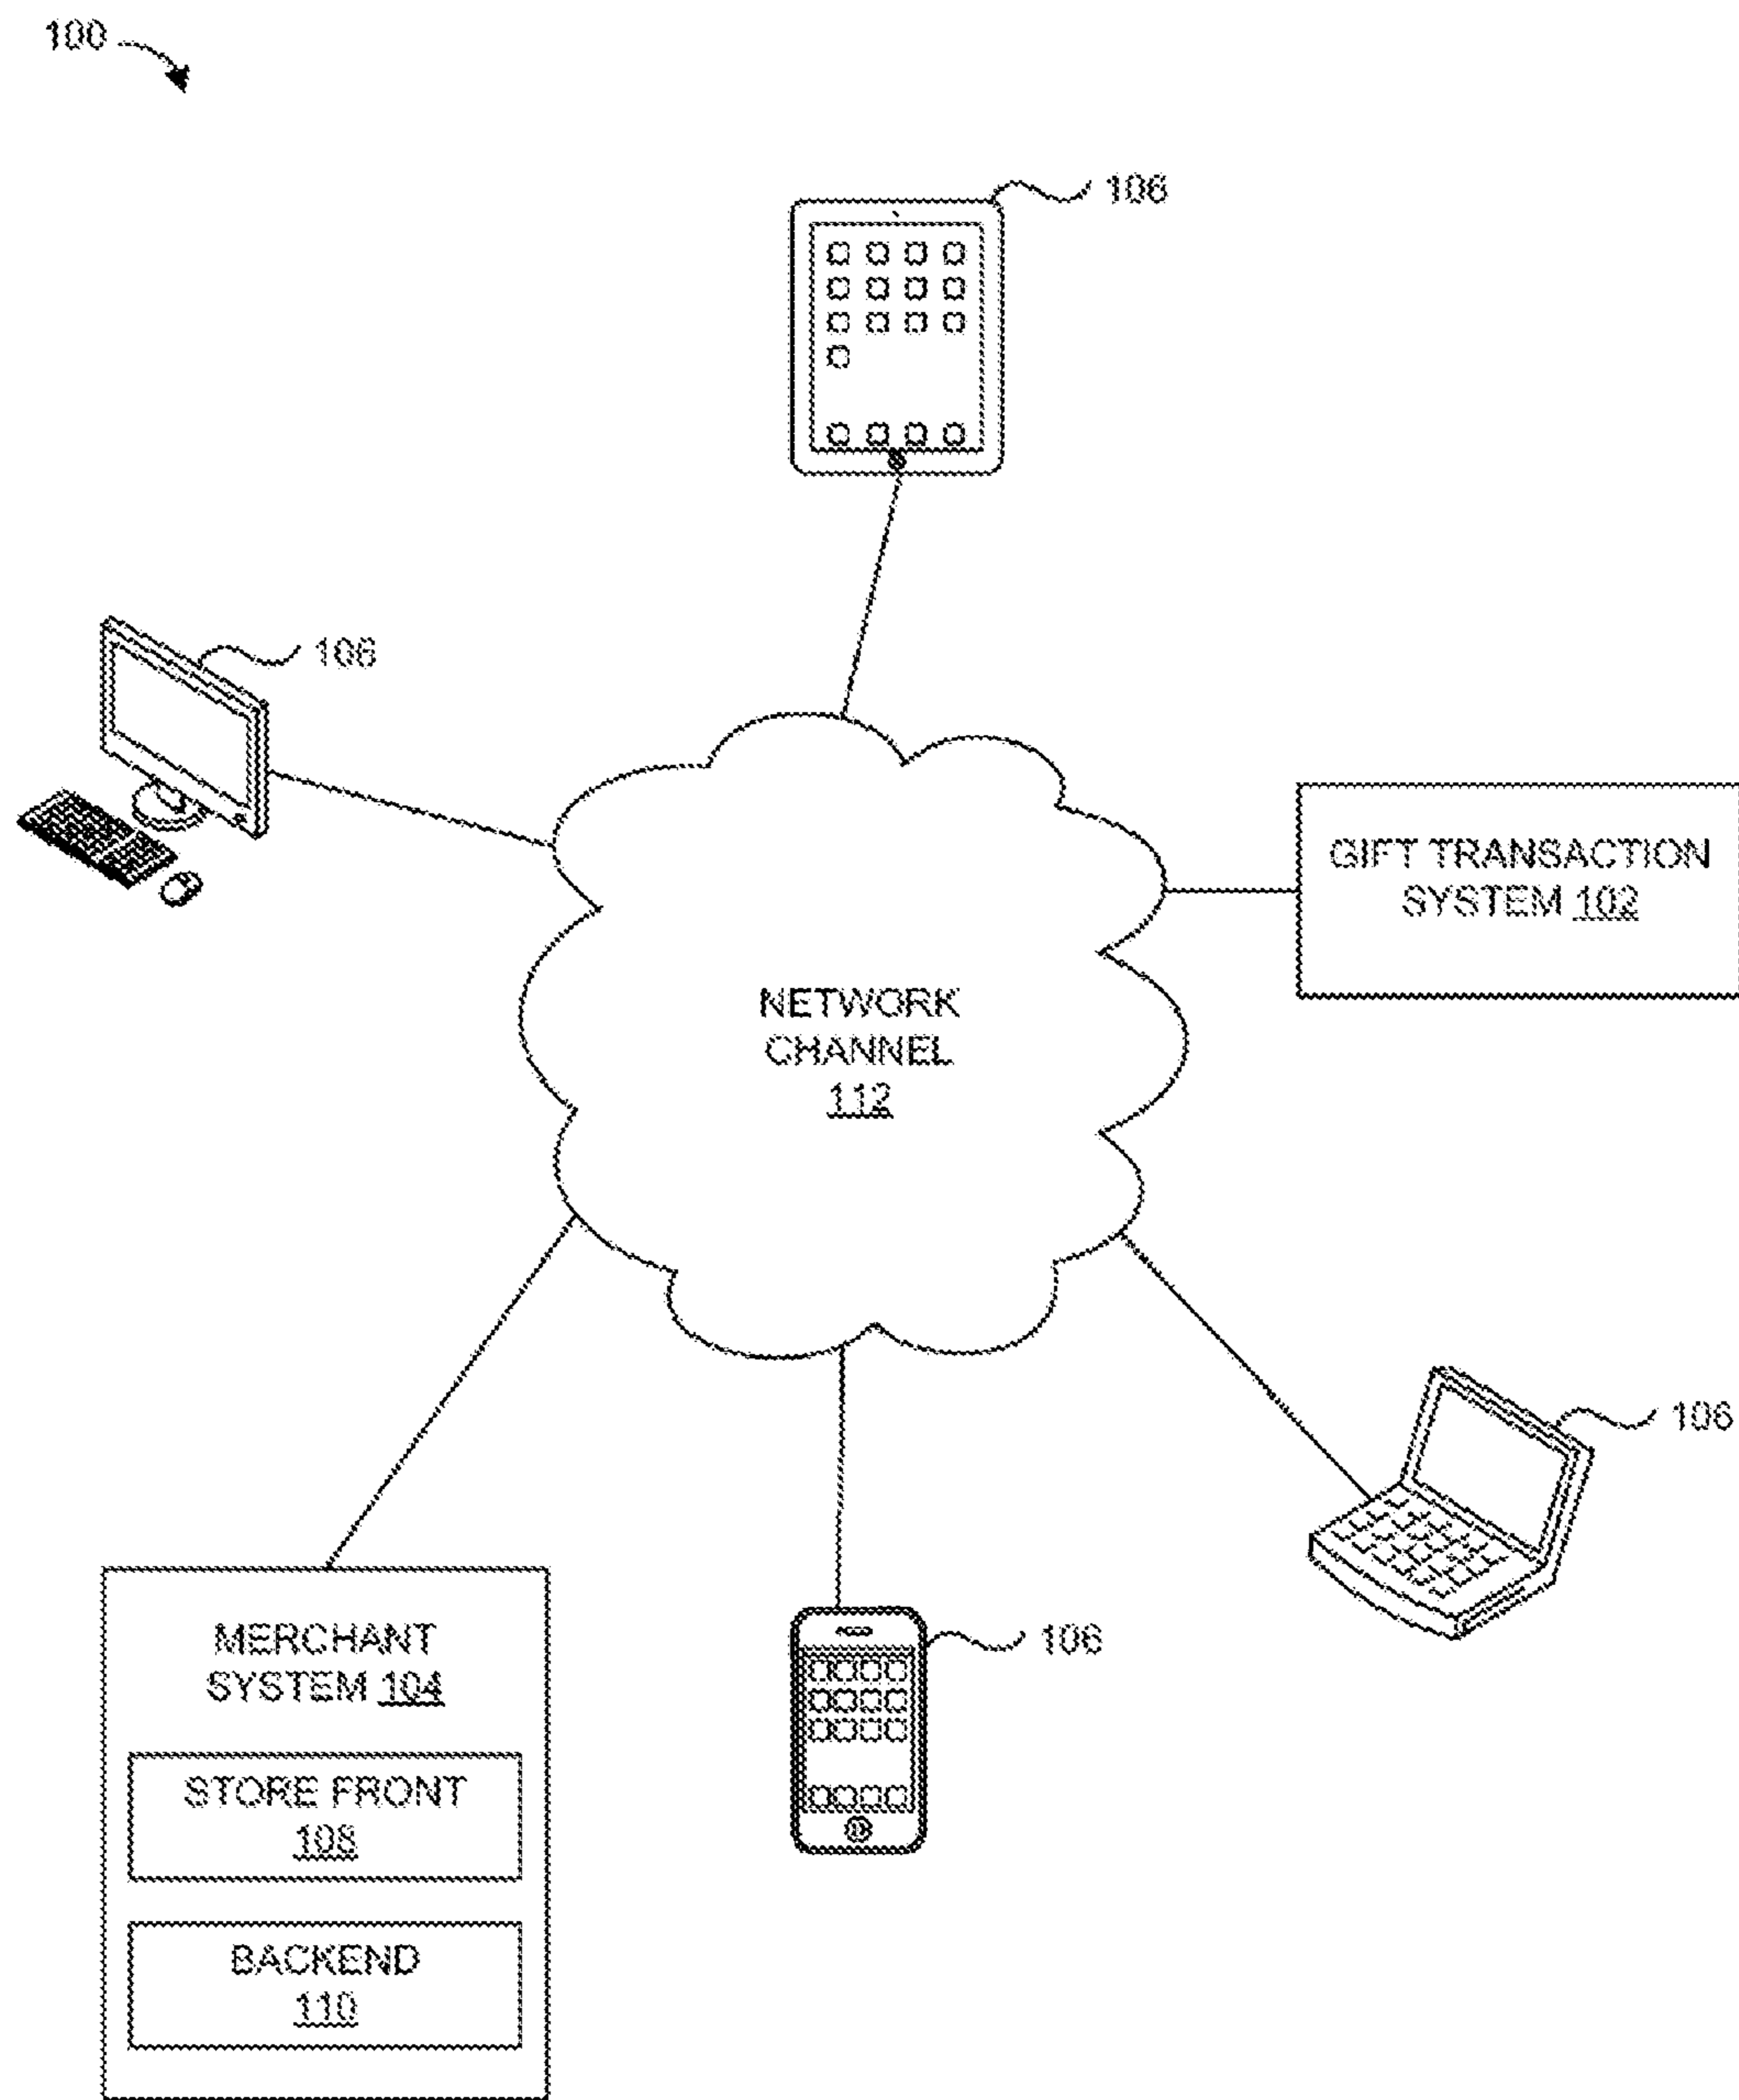 100
106
106
GIFT TRANSACTION
SYSTEM 102
NETWORK
CHANNEL
112
106
106
MERCHANT
SYSTEM 104
STORE FRONT
108
BACKEND
110